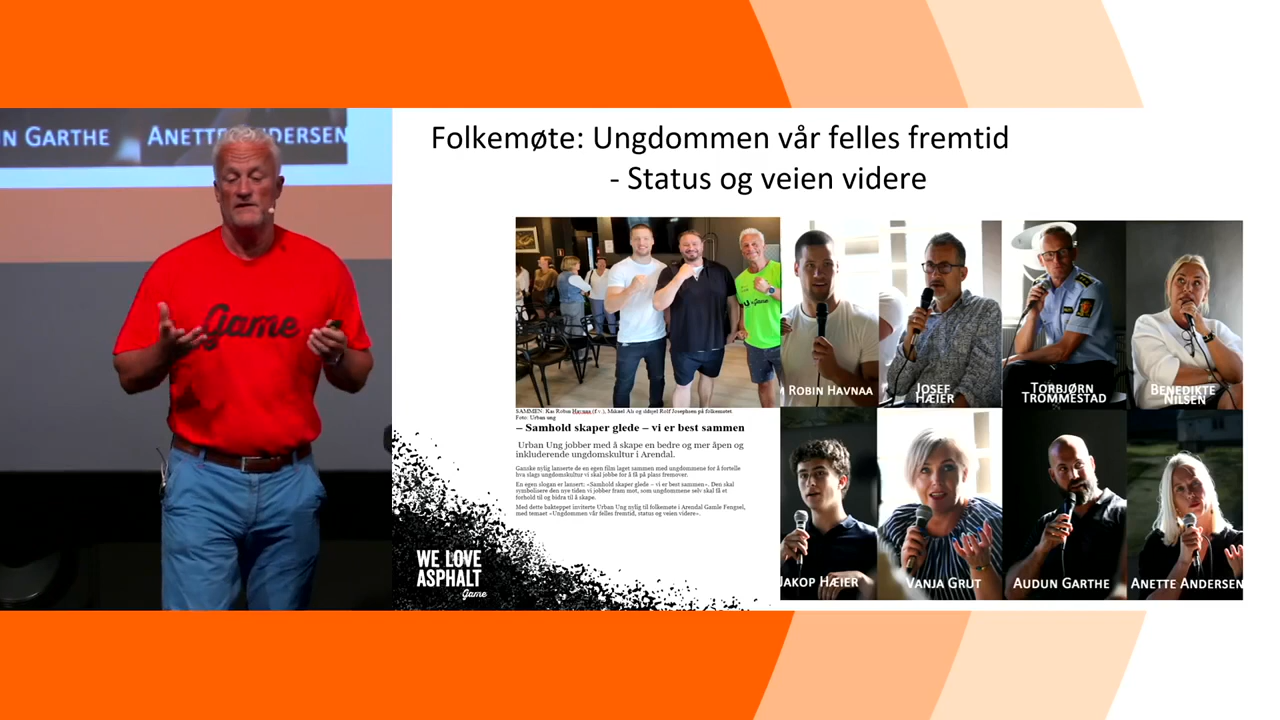 UN GARTHE
ANETTE ANDERSEN
Game
Folkemøte: Ungdommen vår felles fremtid
- Status og veien videre
SAMMEN: Kas Robin Havnaa (f.v.), Mikael Ali og rådgel Rolf Josephsen på folkemøtet.
Foto: Urban ung
– Samhold skaper glede – vi er best sammen
Urban Ung jobber med å skape en bedre og mer åpen og
inkluderende ungdomskultur i Arendal.
Ganske nylig lanserte de en egen film laget sammen med ungdommene for å fortelle
hva slags ungdomskultur vi skal jobbe for å få på plass fremover.
En egen slogan er lansert: «Samhold skaper glede – vi er best sammen». Den skal
symbolisere den nye tiden vi jobber fram mot, som ungdommene selv skal få et
forhold til og bidra til å skape.
Med dette bakteppet inviterte Urban Ung nylig til folkemøte i Arendal Gamle Fengsel,
med temaet «Ungdommen vår felles fremtid, status og veien videre».
ROBIN HAVNAA
JOSEF
HÆIER
TORBJØRN
TROMMESTAD
BENEDIKTE
NILSEN
JAKOP HÆIER
VANJA GRUT
AUDUN GARTHE
ANETTE ANDERSEN
WE LOVE
ASPHALT
Game